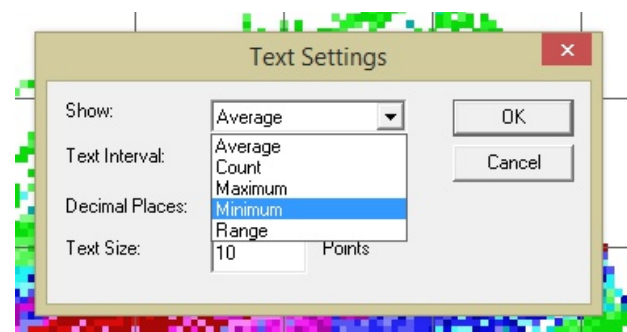 Text Settings
Show:
Average
OK
Average
Text Interval:
Count
Cancel
Maximum
Decimal Places:
Minimum
Range
Text Size:
10
Points